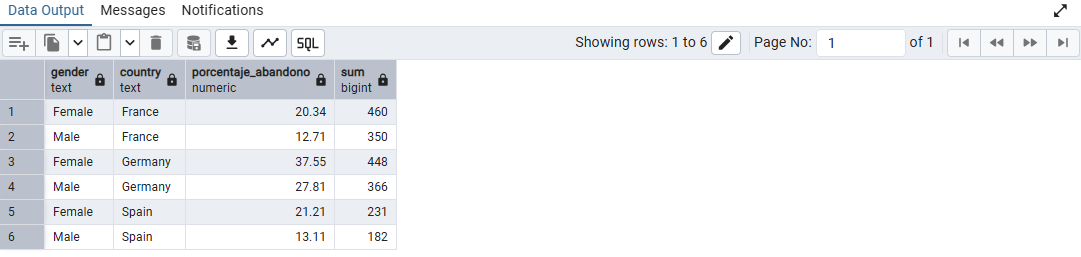 Data Output Messages Notifications
SQL Showing rows: 1 to 6 Page No: 1 of 1
gender country porcentaje_abandono sum
text text numeric bigint
1 Female France 20.34 460
2 Male France 12.71 350
3 Female Germany 37.55 448
4 Male Germany 27.81 366
5 Female Spain 21.21 231
6 Male Spain 13.11 182